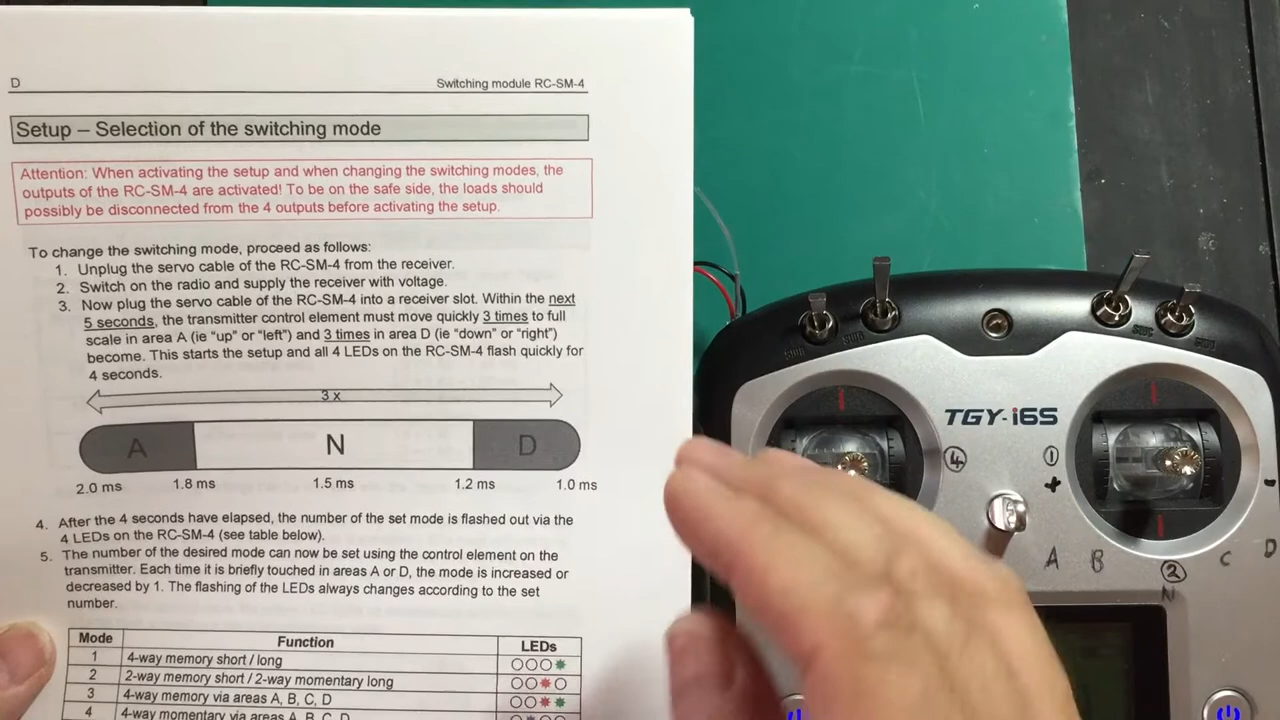 D
Switching module RC-SM-4
Setup – Selection of the switching mode
Attention: When activating the setup and when changing the switching modes, the
outputs of the RC-SM-4 are activated! To be on the safe side, the loads should
possibly be disconnected from the 4 outputs before activating the setup.
To change the switching mode, proceed as follows:
1. Unplug the servo cable of the RC-SM-4 from the receiver.
2. Switch on the radio and supply the receiver with voltage.
3. Now plug the servo cable of the RC-SM-4 into a receiver slot. Within the next
5 seconds, the transmitter control element must move quickly 3 times to full
scale in area A (ie “up” or “left”) and 3 times in area D (ie “down” or “right”)
become. This starts the setup and all 4 LEDs on the RC-SM-4 flash quickly for
4 seconds.
3 x
A N D
2.0 ms 1.8 ms 1.5 ms 1.2 ms 1.0 ms
4. After the 4 seconds have elapsed, the number of the set mode is flashed out via the
4 LEDs on the RC-SM-4 (see table below).
5. The number of the desired mode can now be set using the control element on the
transmitter. Each time it is briefly touched in areas A or D, the mode is increased or
decreased by 1. The flashing of the LEDs always changes according to the set
number.
Mode Function LEDs
1 4-way memory short / long
2 2-way memory short / 2-way momentary long
3 4-way memory via areas A, B, C, D
4 4-way momentary via areas A, B, C, D
TGY-i6S
4 1
+ -
A B C D
2
N